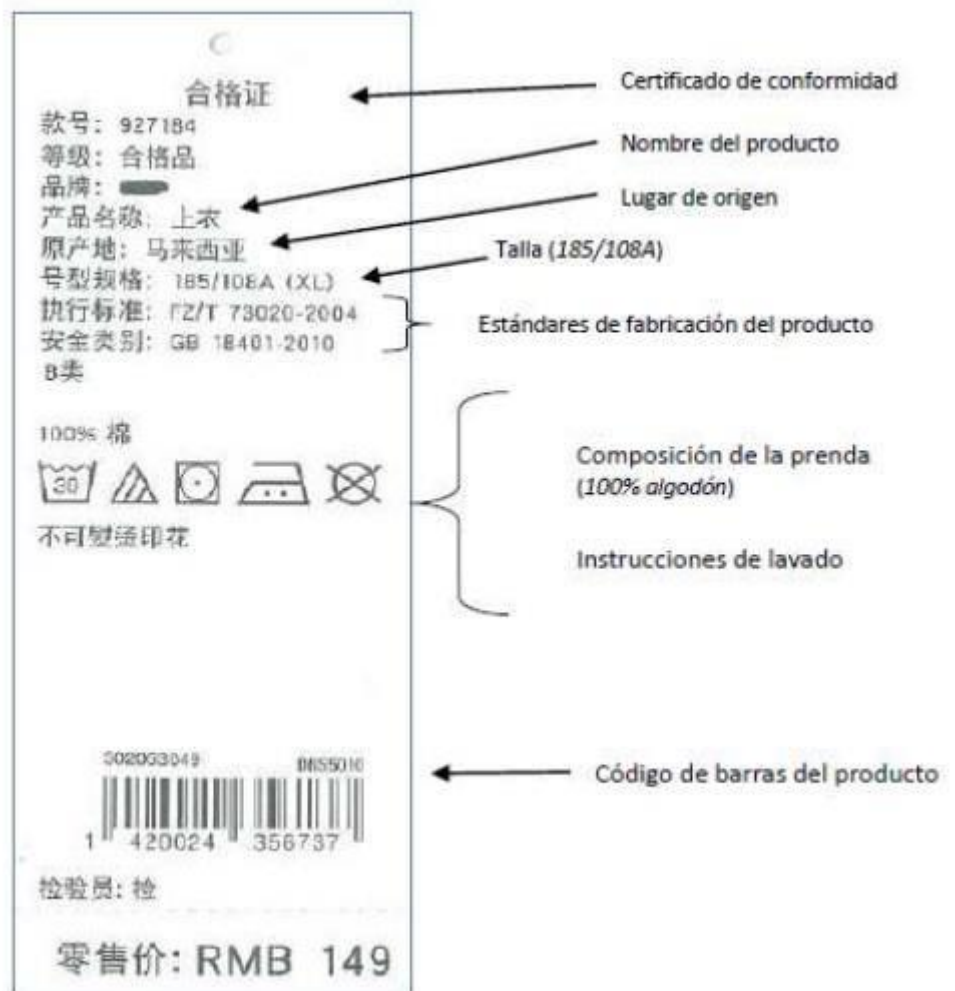 合格证
款号: 927184
等级: 合格品
品牌:
产品名称: 上衣
原产地: 马来西亚
号型规格: 185/108A (XL)
执行标准: FZ/T 73020-2004
安全类别: GB 18401-2010
B类
100% 棉
30
不可熨烫印花
S020G3049
1 420024 356737
检验员: 检
零售价: RMB 149
Certificado de conformidad
Nombre del producto
Lugar de origen
Talla (185/108A)
Estándares de fabricación del producto
Composición de la prenda
(100% algodón)
Instrucciones de lavado
Código de barras del producto